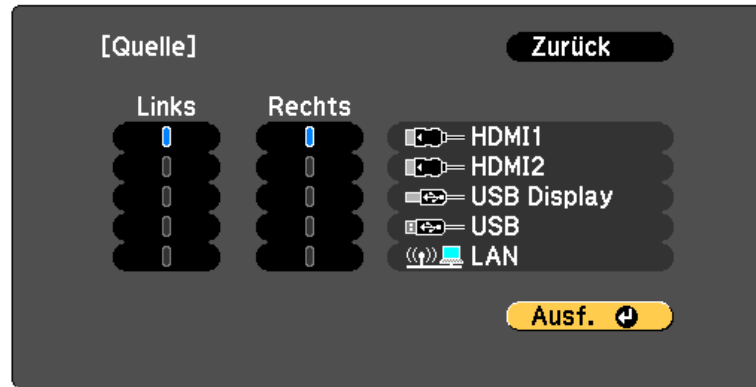 [Quelle] Zurück
Links Rechts
HDMI1
HDMI2
USB Display
USB
LAN
Ausf.